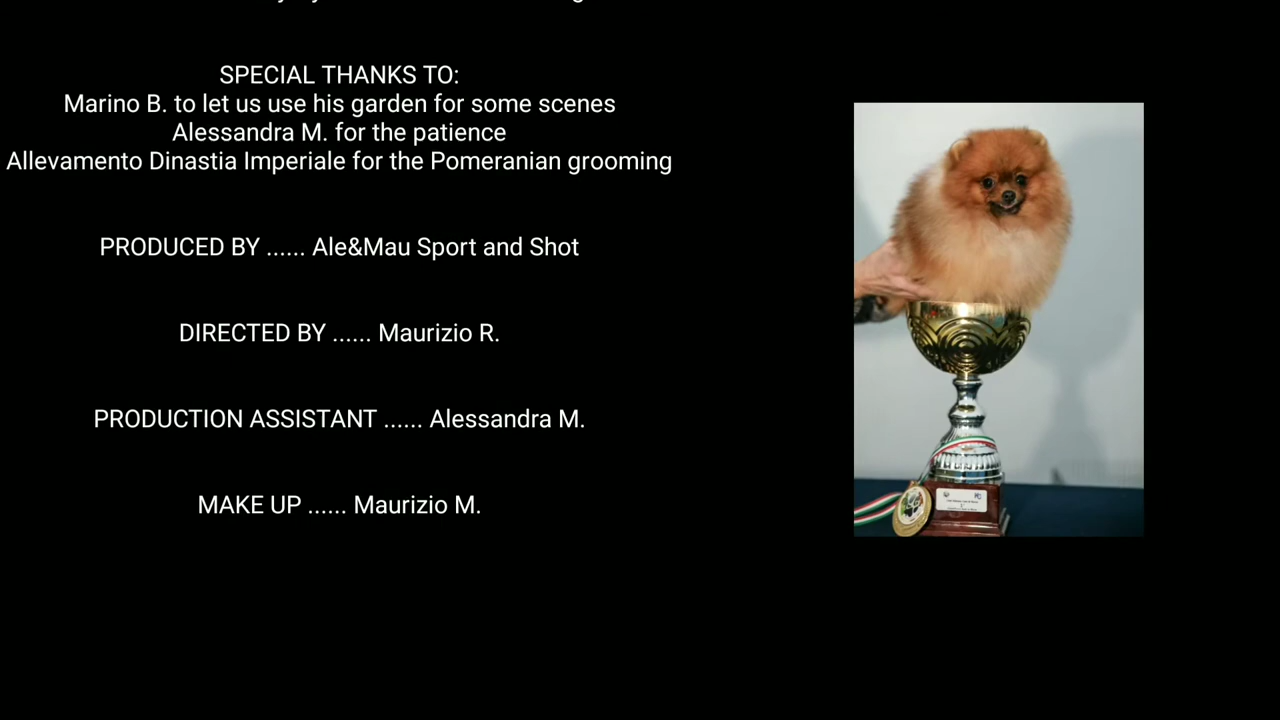 SPECIAL THANKS TO:
Marino B. to let us use his garden for some scenes
Alessandra M. for the patience
Allevamento Dinastia Imperiale for the Pomeranian grooming
PRODUCED BY ...... Ale&Mau Sport and Shot
DIRECTED BY ...... Maurizio R.
PRODUCTION ASSISTANT ...... Alessandra M.
MAKE UP ...... Maurizio M.